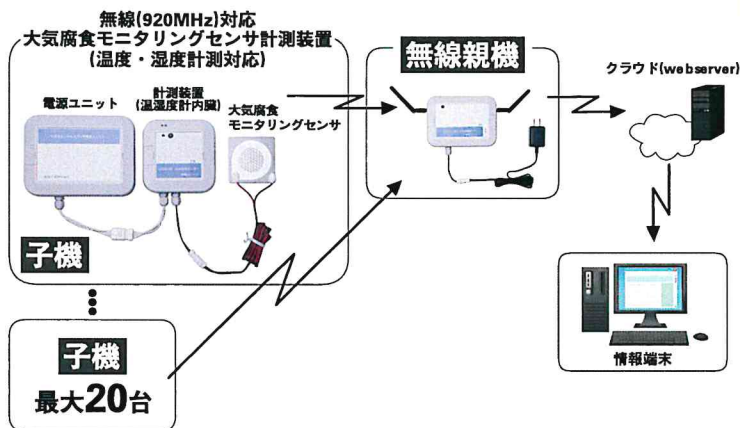 無線(920MHz)対応
大気腐食モニタリングセンサ計測装置
(温度・湿度計測対応)
電源ユニット
計測装置
(温湿度計内臓)
大気腐食
モニタリングセンサ
子機
子機
最大20台
無線親機
クラウド(webserver)
情報端末